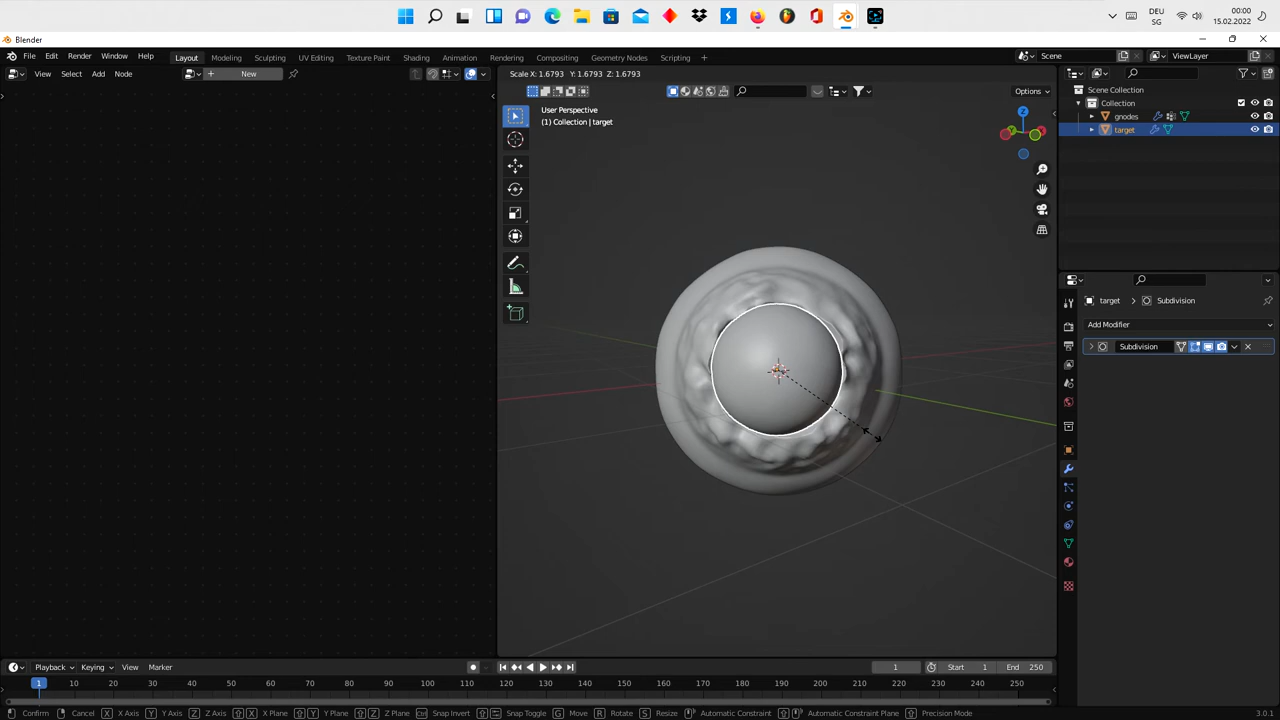 DEU
SG
00:00
15.02.2022
Blender
File Edit Render Window Help
Layout Modeling Sculpting UV Editing Texture Paint Shading Animation Rendering Compositing Geometry Nodes Scripting +
Scene
ViewLayer
View Select Add Node
New
Scale X: 1.6793 Y: 1.6793 Z: 1.6793
Options
User Perspective
(1) Collection | target
Scene Collection
Collection
gnodes
target
target > Subdivision
Add Modifier
Subdivision
Playback Keying View Marker
1
Start 1
End 250
1 10 20 30 40 50 60 70 80 90 100 110 120 130 140 150 160 170 180 190 200 210 220 230 240 250
Confirm Cancel X X Axis Y Y Axis Z Z Axis X X Plane Y Y Plane Z Z Plane Ctrl Snap Invert Snap Toggle G Move R Rotate S Resize Automatic Constraint Automatic Constraint Plane Precision Mode
3.0.1